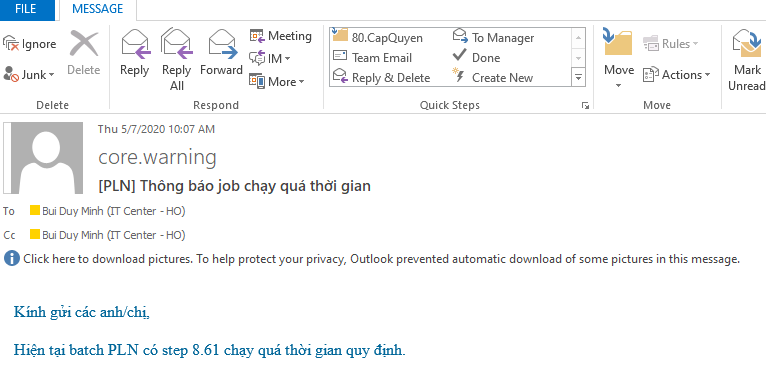 FILE MESSAGE
Ignore
Junk
Delete
Delete
Reply
Reply All
Forward
Meeting
IM
More
Respond
80.CapQuyen
Team Email
Reply & Delete
To Manager
Done
Create New
Quick Steps
Move
Rules
Actions
Move
Mark Unread
Thu 5/7/2020 10:07 AM
core.warning
[PLN] Thông báo job chạy quá thời gian
To Bui Duy Minh (IT Center - HO)
Cc Bui Duy Minh (IT Center - HO)
Click here to download pictures. To help protect your privacy, Outlook prevented automatic download of some pictures in this message.
Kính gửi các anh/chị,
Hiện tại batch PLN có step 8.61 chạy quá thời gian quy định.